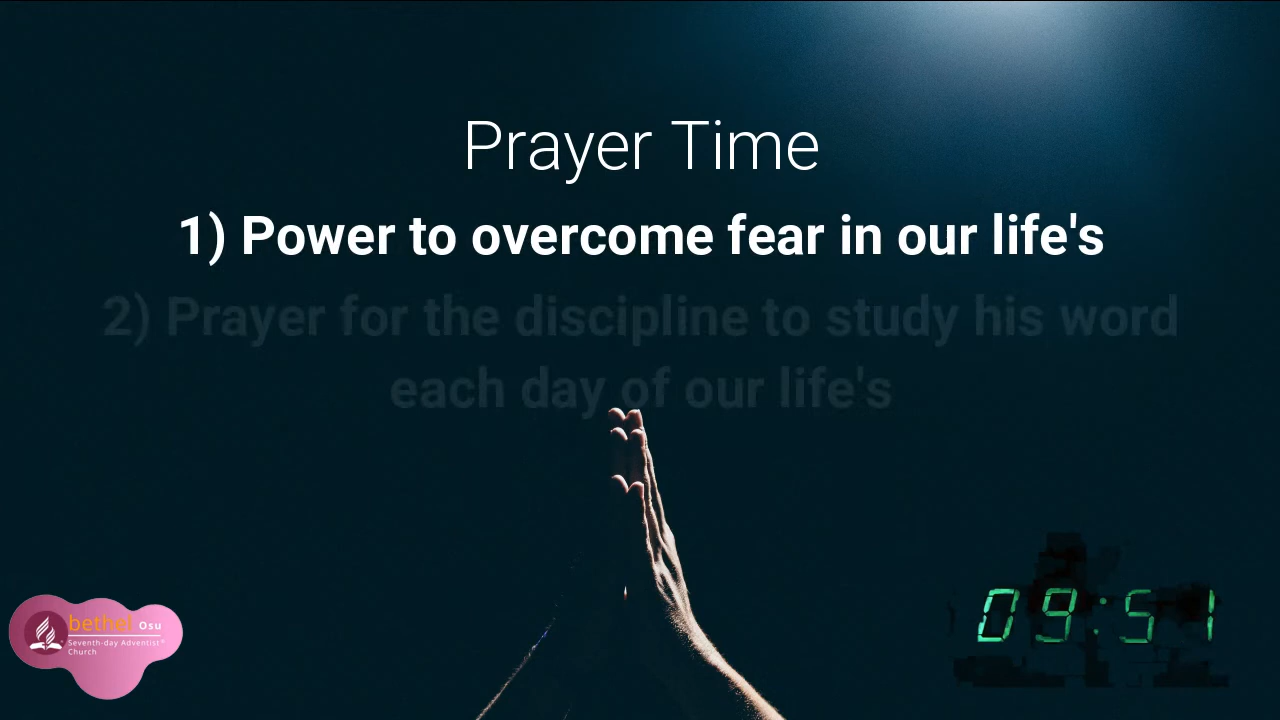 Prayer Time
1) Power to overcome fear in our life's
2) Prayer for the discipline to study his word
each day of our life's
bethel Osu
Seventh-day Adventist®
Church
09:51